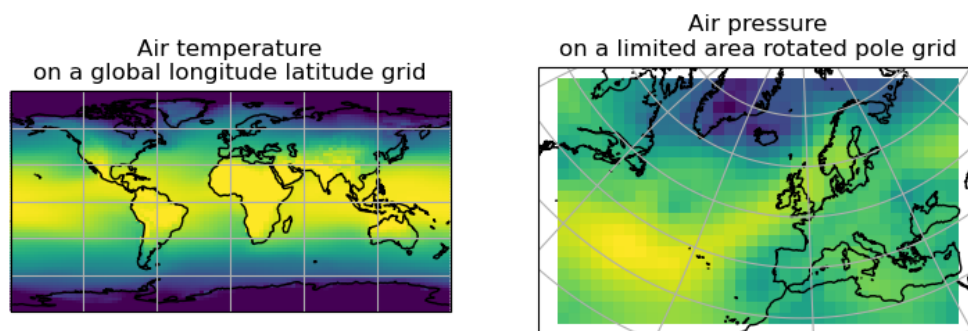 Air temperature
on a global longitude latitude grid
Air pressure
on a limited area rotated pole grid